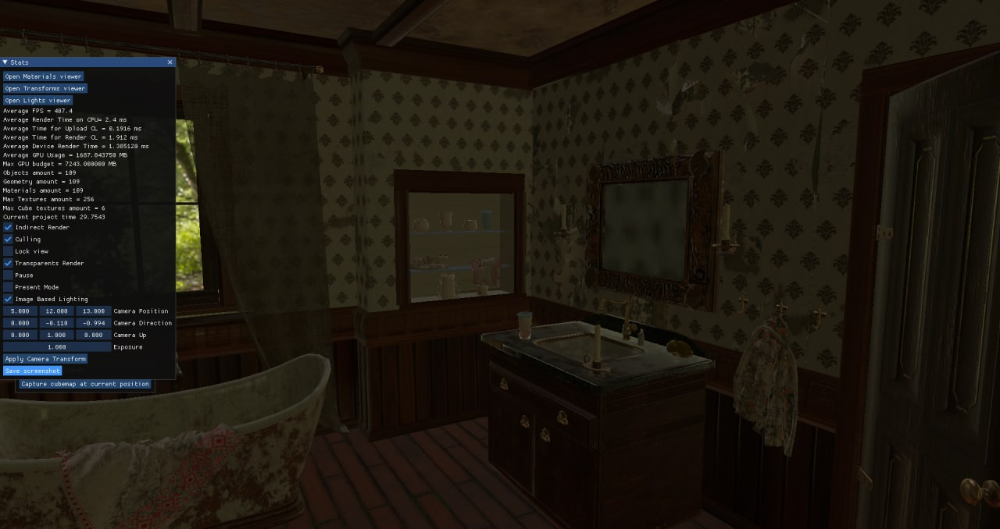 Stats
Open Materials viewer
Open Transforms viewer
Open Lights viewer
Average FPS = 407.4
Average Render Time on CPU= 2.4 ms
Average Time for Upload CL = 0.1916 ms
Average Time for Render CL = 1.912 ms
Average Device Render Time = 1.305120 ms
Average GPU Usage = 1687.843750 MB
Max GPU budget = 7243.000000 MB
Objects amount = 109
Geometry amount = 109
Materials amount = 109
Max Textures amount = 256
Max Cube textures amount = 6
Current project time 29.7543
Indirect Render
Culling
Lock view
Transparents Render
Pause
Present Mode
Image Based Lighting
5.000 12.000 13.000 Camera Position
0.000 -0.110 -0.994 Camera Direction
0.000 1.000 0.000 Camera Up
1.000 Exposure
Apply Camera Transform
Save screenshot
Capture cubemap at current position